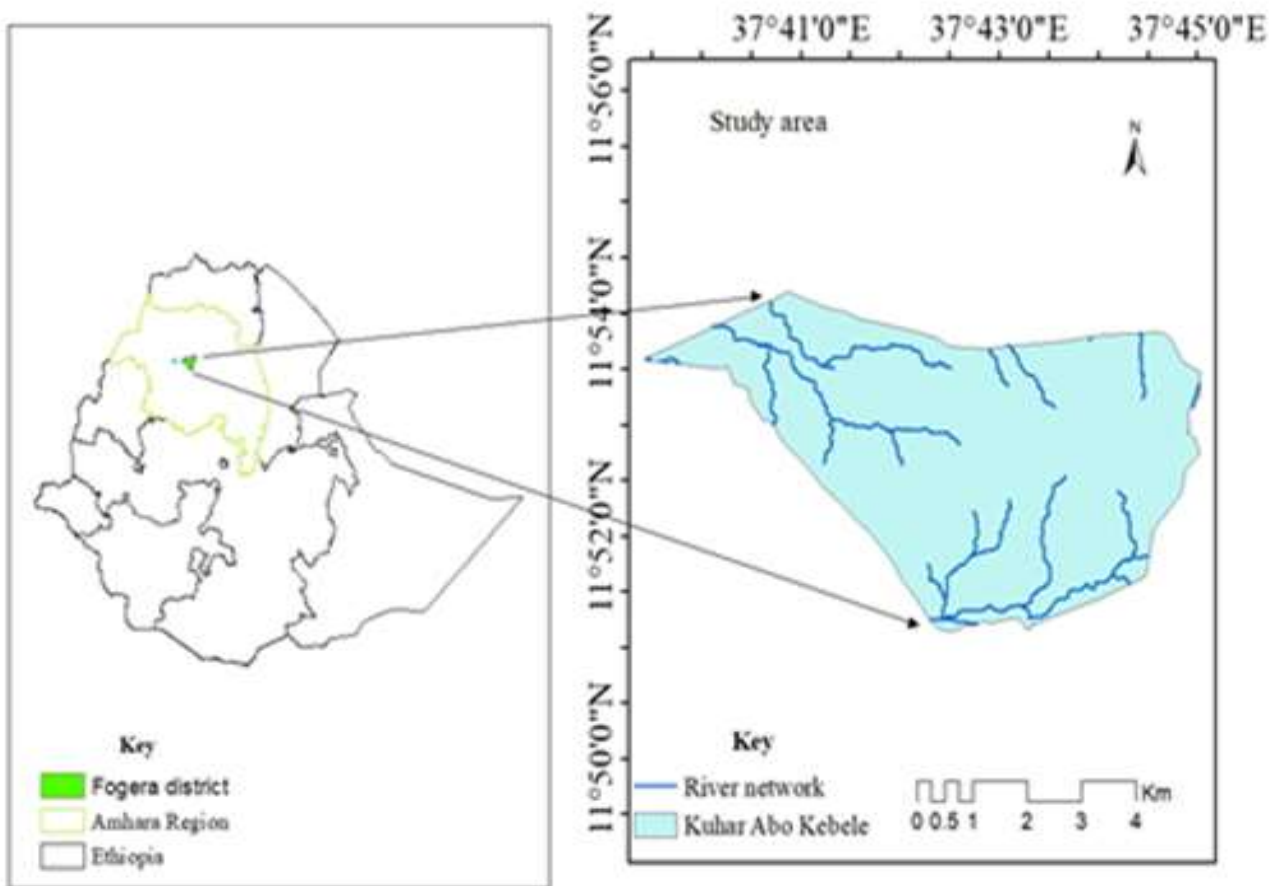 Key
Fogera district
Amhara Region
Ethiopia
37°41'0"E 37°43'0"E 37°45'0"E
11°56'0"N
11°54'0"N
11°52'0"N
11°50'0"N
Study area
N
Key
River network
Kuhar Abo Kebele
0 0.5 1 2 3 4 Km